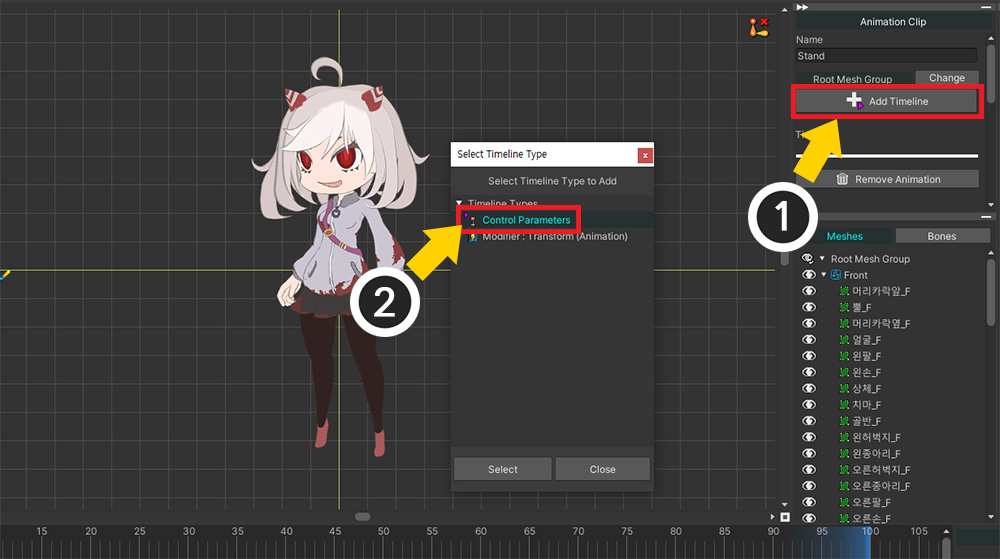 Animation Clip
Name
Stand
Root Mesh Group
Change
Add Timeline
1
Remove Animation
Select Timeline Type
x
Select Timeline Type to Add
Timeline Types
Control Parameters
Modifier : Transform (Animation)
2
Select
Close
Meshes
Bones
Root Mesh Group
Front
머리카락앞_F
뿔_F
머리카락옆_F
얼굴_F
왼팔_F
왼손_F
상체_F
치마_F
골반_F
왼허벅지_F
왼종아리_F
오른허벅지_F
오른종아리_F
오른팔_F
오른손_F
15 20 25 30 35 40 45 50 55 60 65 70 75 80 85 90 95 100 105